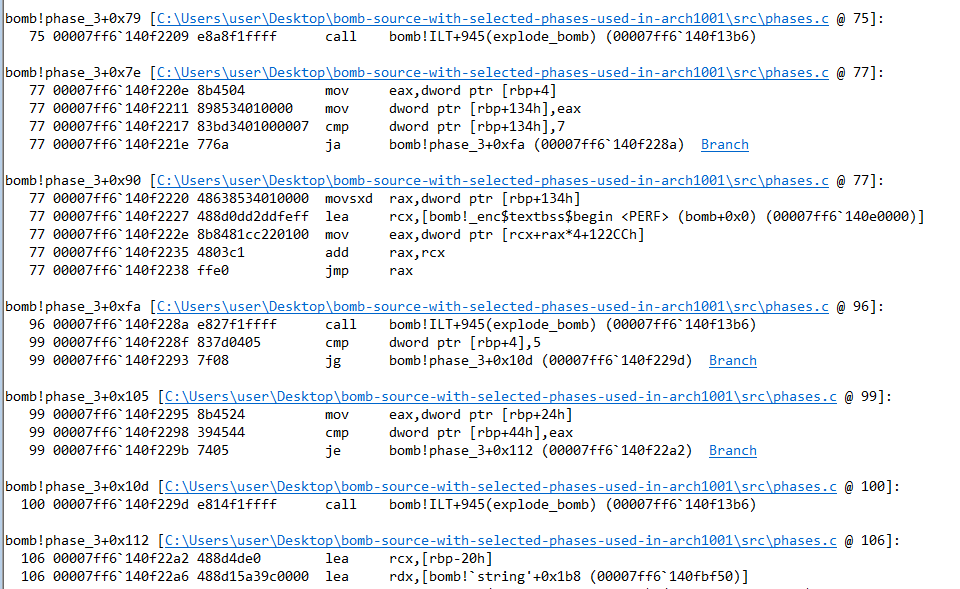 bomb!phase_3+0x79 [C:\Users\user\Desktop\bomb-source-with-selected-phases-used-in-arch1001\src\phases.c @ 75]:
75 00007ff6`140f2209 e8a8f1ffff call bomb!ILT+945(explode_bomb) (00007ff6`140f13b6)
bomb!phase_3+0x7e [C:\Users\user\Desktop\bomb-source-with-selected-phases-used-in-arch1001\src\phases.c @ 77]:
77 00007ff6`140f220e 8b4504 mov eax,dword ptr [rbp+4]
77 00007ff6`140f2211 898534010000 mov dword ptr [rbp+134h],eax
77 00007ff6`140f2217 83bd3401000007 cmp dword ptr [rbp+134h],7
77 00007ff6`140f221e 776a ja bomb!phase_3+0xfa (00007ff6`140f228a) Branch
bomb!phase_3+0x90 [C:\Users\user\Desktop\bomb-source-with-selected-phases-used-in-arch1001\src\phases.c @ 77]:
77 00007ff6`140f2220 48638534010000 movsxd rax,dword ptr [rbp+134h]
77 00007ff6`140f2227 488d0dd2ddfeff lea rcx,[bomb!_enc$textbss$begin <PERF> (bomb+0x0) (00007ff6`140e0000)]
77 00007ff6`140f222e 8b8481cc220100 mov eax,dword ptr [rcx+rax*4+122CCh]
77 00007ff6`140f2235 4803c1 add rax,rcx
77 00007ff6`140f2238 ffe0 jmp rax
bomb!phase_3+0xfa [C:\Users\user\Desktop\bomb-source-with-selected-phases-used-in-arch1001\src\phases.c @ 96]:
96 00007ff6`140f228a e827f1ffff call bomb!ILT+945(explode_bomb) (00007ff6`140f13b6)
99 00007ff6`140f228f 837d0405 cmp dword ptr [rbp+4],5
99 00007ff6`140f2293 7f08 jg bomb!phase_3+0x10d (00007ff6`140f229d) Branch
bomb!phase_3+0x105 [C:\Users\user\Desktop\bomb-source-with-selected-phases-used-in-arch1001\src\phases.c @ 99]:
99 00007ff6`140f2295 8b4524 mov eax,dword ptr [rbp+24h]
99 00007ff6`140f2298 394544 cmp dword ptr [rbp+44h],eax
99 00007ff6`140f229b 7405 je bomb!phase_3+0x112 (00007ff6`140f22a2) Branch
bomb!phase_3+0x10d [C:\Users\user\Desktop\bomb-source-with-selected-phases-used-in-arch1001\src\phases.c @ 100]:
100 00007ff6`140f229d e814f1ffff call bomb!ILT+945(explode_bomb) (00007ff6`140f13b6)
bomb!phase_3+0x112 [C:\Users\user\Desktop\bomb-source-with-selected-phases-used-in-arch1001\src\phases.c @ 106]:
106 00007ff6`140f22a2 488d4de0 lea rcx,[rbp-20h]
106 00007ff6`140f22a6 488d15a39c0000 lea rdx,[bomb!`string'+0x1b8 (00007ff6`140fbf50)]